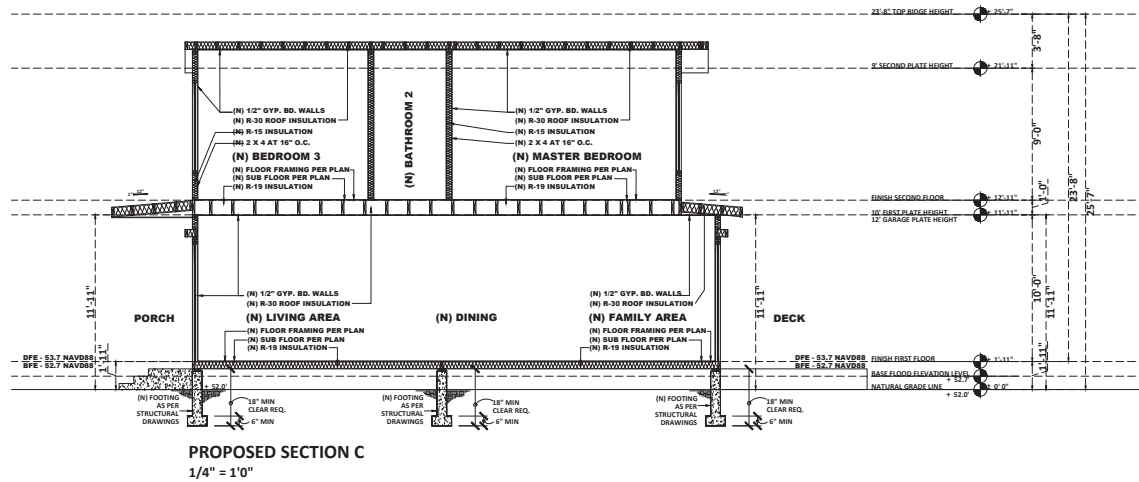 23'-8" TOP RIDGE HEIGHT
+ 25'-7"
3'-8"
9' SECOND PLATE HEIGHT
+ 21'-11"
(N) 1/2" GYP. BD. WALLS
(N) R-30 ROOF INSULATION
(N) R-15 INSULATION
(N) 2 X 4 AT 16" O.C.
(N) BEDROOM 3
(N) FLOOR FRAMING PER PLAN
(N) SUB FLOOR PER PLAN
(N) R-19 INSULATION
(N) BATHROOM 2
(N) 1/2" GYP. BD. WALLS
(N) R-30 ROOF INSULATION
(N) R-15 INSULATION
(N) 2 X 4 AT 16" O.C.
(N) MASTER BEDROOM
(N) FLOOR FRAMING PER PLAN
(N) SUB FLOOR PER PLAN
(N) R-19 INSULATION
9'-0"
12"
1"
12"
FINISH SECOND FLOOR
+ 12'-11"
1'-0"
23'-8"
25'-7"
10' FIRST PLATE HEIGHT
+ 11'-11"
12' GARAGE PLATE HEIGHT
11'-11"
PORCH
(N) 1/2" GYP. BD. WALLS
(N) R-30 ROOF INSULATION
(N) LIVING AREA
(N) FLOOR FRAMING PER PLAN
(N) SUB FLOOR PER PLAN
(N) R-19 INSULATION
(N) DINING
(N) 1/2" GYP. BD. WALLS
(N) R-30 ROOF INSULATION
(N) FAMILY AREA
(N) FLOOR FRAMING PER PLAN
(N) SUB FLOOR PER PLAN
(N) R-19 INSULATION
11'-11"
DECK
10'-0"
11'-11"
DFE - 53.7 NAVD88
BFE - 52.7 NAVD88
1'-11"
DFE - 53.7 NAVD88
BFE - 52.7 NAVD88
FINISH FIRST FLOOR
+ 1'-11"
1'-11"
BASE FLOOD ELEVATION LEVEL
+ 52.7'
NATURAL GRADE LINE
± 0' 0"
+ 52.0'
+ 52.0'
(N) FOOTING
AS PER
STRUCTURAL
DRAWINGS
18" MIN
CLEAR REQ.
6" MIN
(N) FOOTING
AS PER
STRUCTURAL
DRAWINGS
18" MIN
CLEAR REQ.
6" MIN
(N) FOOTING
AS PER
STRUCTURAL
DRAWINGS
18" MIN
CLEAR REQ.
6" MIN
PROPOSED SECTION C
1/4" = 1'0"